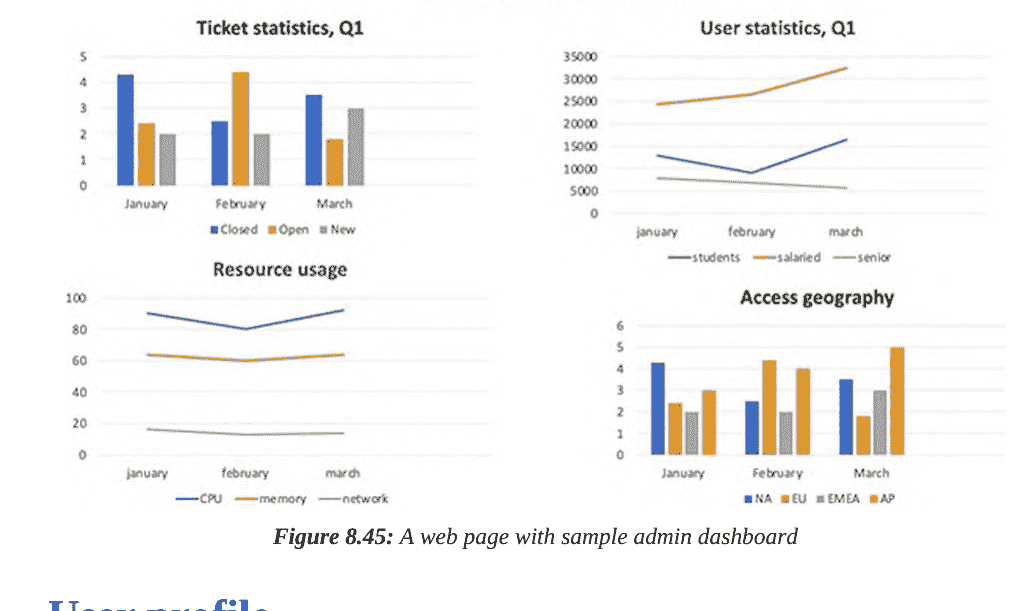 Ticket statistics, Q1
5
4
3
2
1
0
January February March
Closed Open New
User statistics, Q1
35000
30000
25000
20000
15000
10000
5000
0
january february march
students salaried senior
Resource usage
100
80
60
40
20
0
january february march
CPU memory network
Access geography
6
5
4
3
2
1
0
January February March
NA EU EMEA AP
Figure 8.45: A web page with sample admin dashboard
User profile